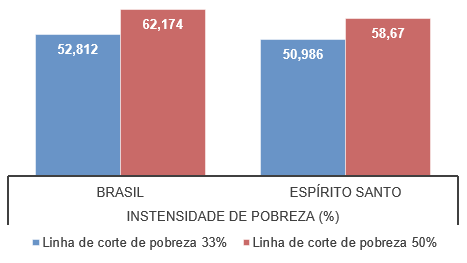 62,174
58,67
52,812
50,986
BRASIL ESPÍRITO SANTO
INSTENSIDADE DE POBREZA (%)
Linha de corte de pobreza 33% Linha de corte de pobreza 50%